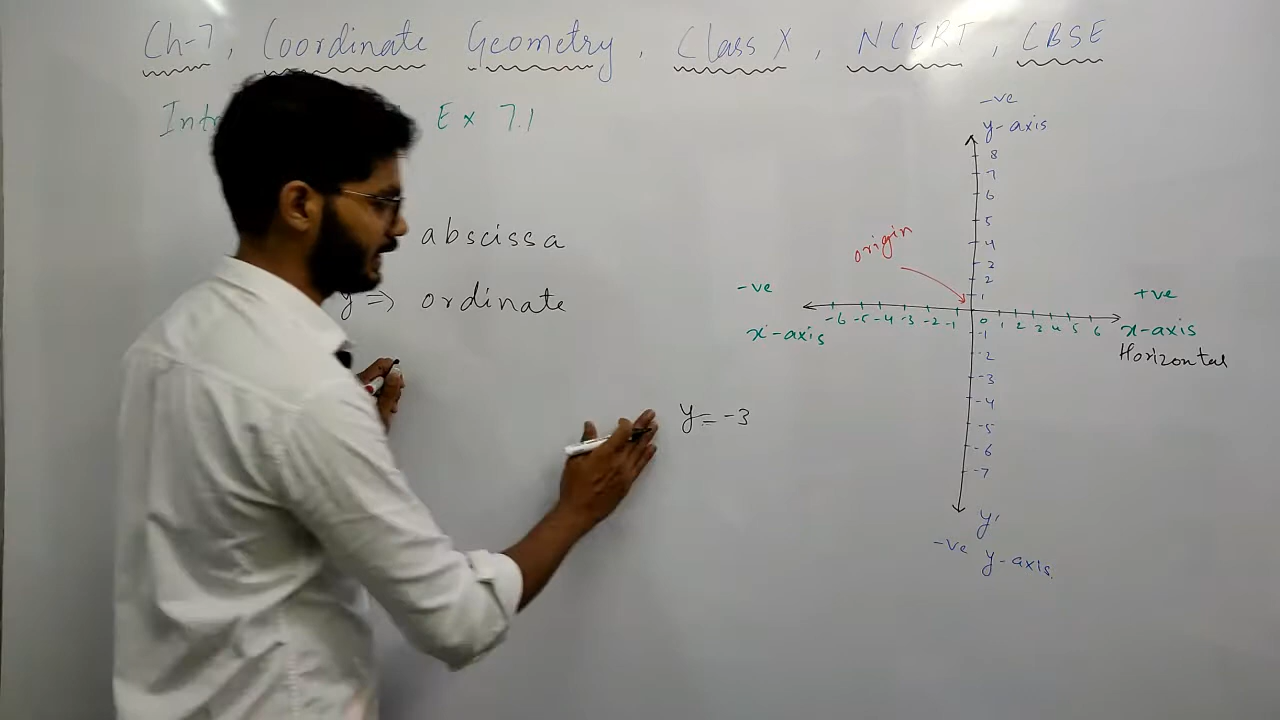 Ch-7, Coordinate Geometry, Class X, NCERT, CBSE
Ex 7.1
abscissa
y => ordinate
y = -3
-ve
y-axis
8
7
6
5
4
2
2
1
origin
-ve
+ve
-6 -5 -4 -3 -2 -1 0 1 2 3 4 5 6
x'-axis
x-axis
Horizontal
-1
-2
-3
-4
-5
-6
-7
y'
-ve y-axis